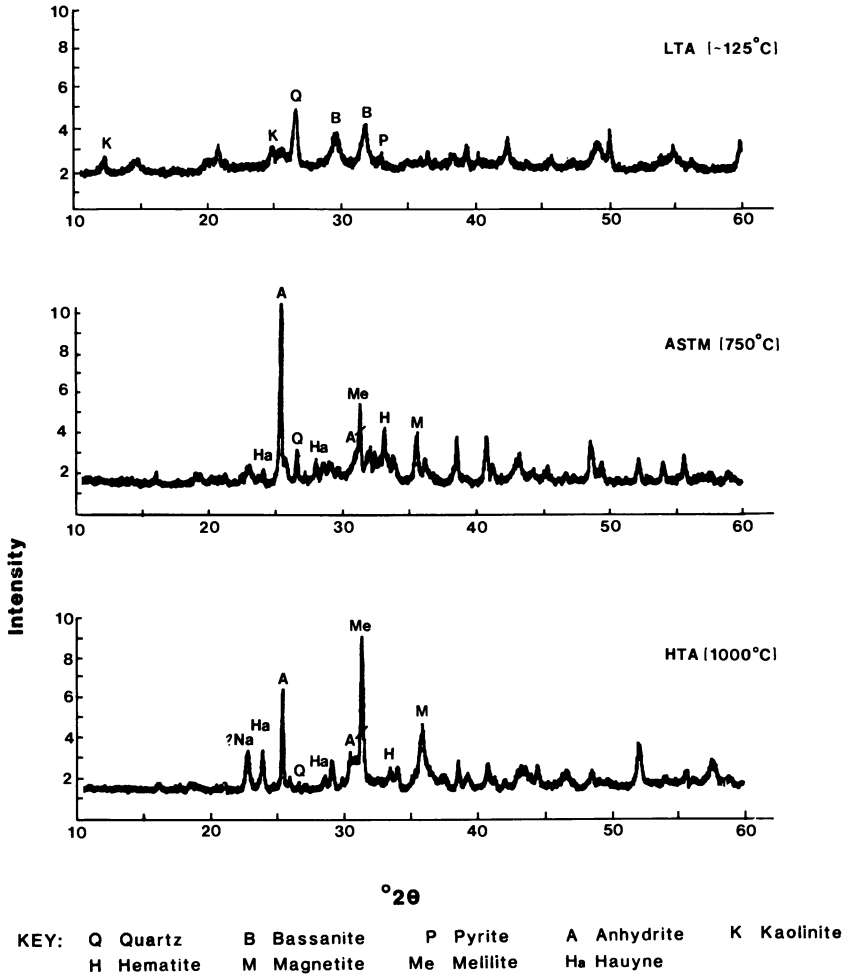 10
8
6
4
2
LTA (~125°C)
K
K
Q
B
B
P
10 20 30 40 50 60
10
8
6
4
2
ASTM (750°C)
Ha
A
Q
Ha
A
Me
H
M
10 20 30 40 50 60
Intensity
10
8
6
4
2
HTA (1000°C)
?Na
Ha
A
Q
Ha
A
Me
H
M
10 20 30 40 50 60
°2θ
KEY: Q Quartz B Bassanite P Pyrite A Anhydrite K Kaolinite
H Hematite M Magnetite Me Melilite Ha Hauyne